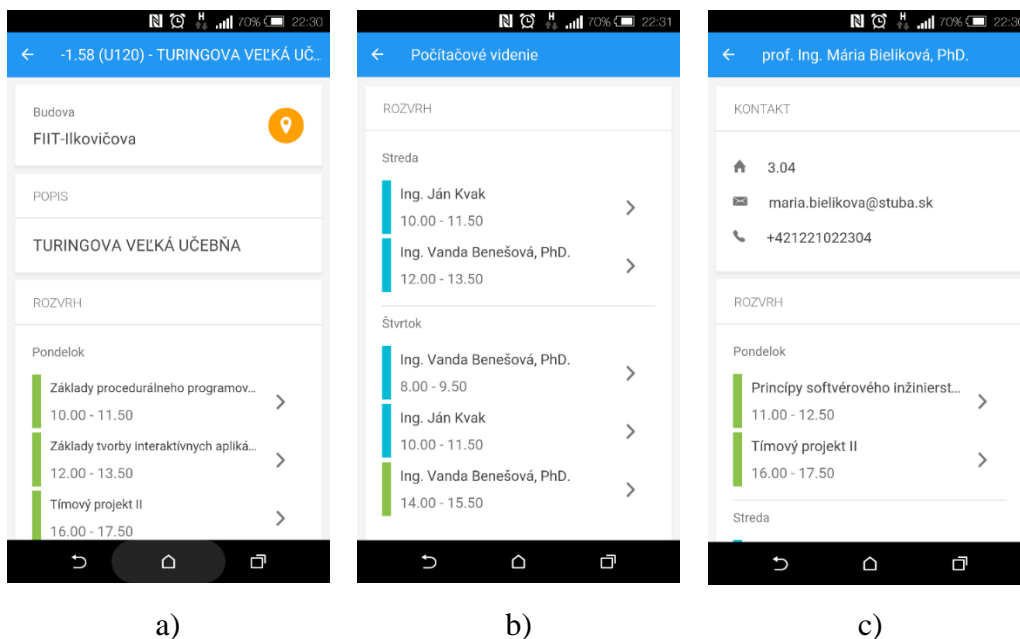 70% 22:30
-1.58 (U120) - TURINGOVA VEĽKÁ UČ...
Budova
FIIT-Ilkovičova
POPIS
TURINGOVA VEĽKÁ UČEBŇA
ROZVRH
Pondelok
Základy procedurálneho programov...
10.00 - 11.50
Základy tvorby interaktívnych apliká...
12.00 - 13.50
Tímový projekt II
16.00 - 17.50
a)
H 70% 22:31
Počítačové videnie
ROZVRH
Streda
Ing. Ján Kvak
10.00 - 11.50
Ing. Vanda Benešová, PhD.
12.00 - 13.50
Štvrtok
Ing. Vanda Benešová, PhD.
8.00 - 9.50
Ing. Ján Kvak
10.00 - 11.50
Ing. Vanda Benešová, PhD.
14.00 - 15.50
b)
H 70% 22:30
prof. Ing. Mária Bieliková, PhD.
KONTAKT
3.04
maria.bielikova@stuba.sk
+421221022304
ROZVRH
Pondelok
Princípy softvérového inžinierst...
11.00 - 12.50
Tímový projekt II
16.00 - 17.50
Streda
c)